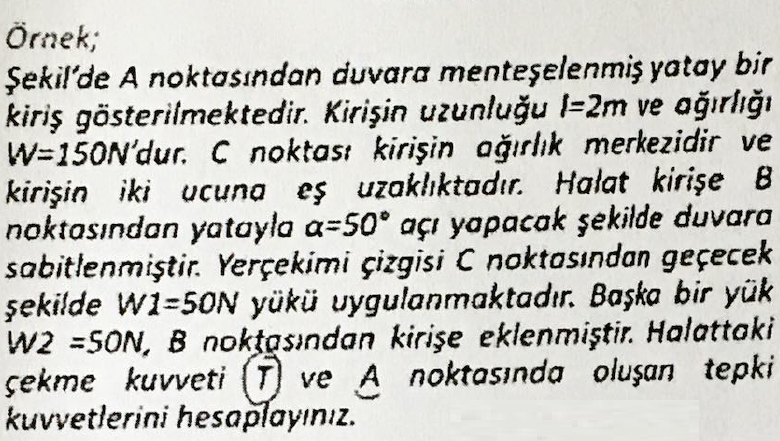 Örnek;
Şekil'de A noktasından duvara menteşelenmiş yatay bir
kiriş gösterilmektedir. Kirişin uzunluğu l=2m ve ağırlığı
W=150N'dur. C noktası kirişin ağırlık merkezidir ve
kirişin iki ucuna eş uzaklıktadır. Halat kirişe B
noktasından yatayla α=50° açı yapacak şekilde duvara
sabitlenmiştir. Yerçekimi çizgisi C noktasından geçecek
şekilde W1=50N yükü uygulanmaktadır. Başka bir yük
W2 =50N, B noktasından kirişe eklenmiştir. Halattaki
çekme kuvveti T ve A noktasında oluşan tepki
kuvvetlerini hesaplayınız.